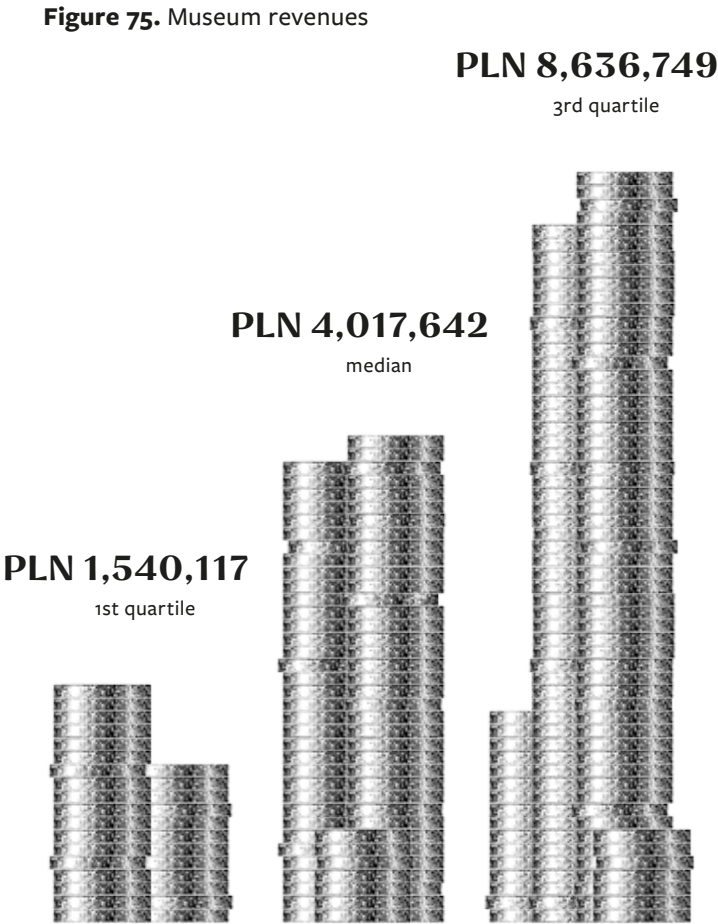 Figure 75. Museum revenues
PLN 8,636,749
3rd quartile
PLN 4,017,642
median
PLN 1,540,117
1st quartile